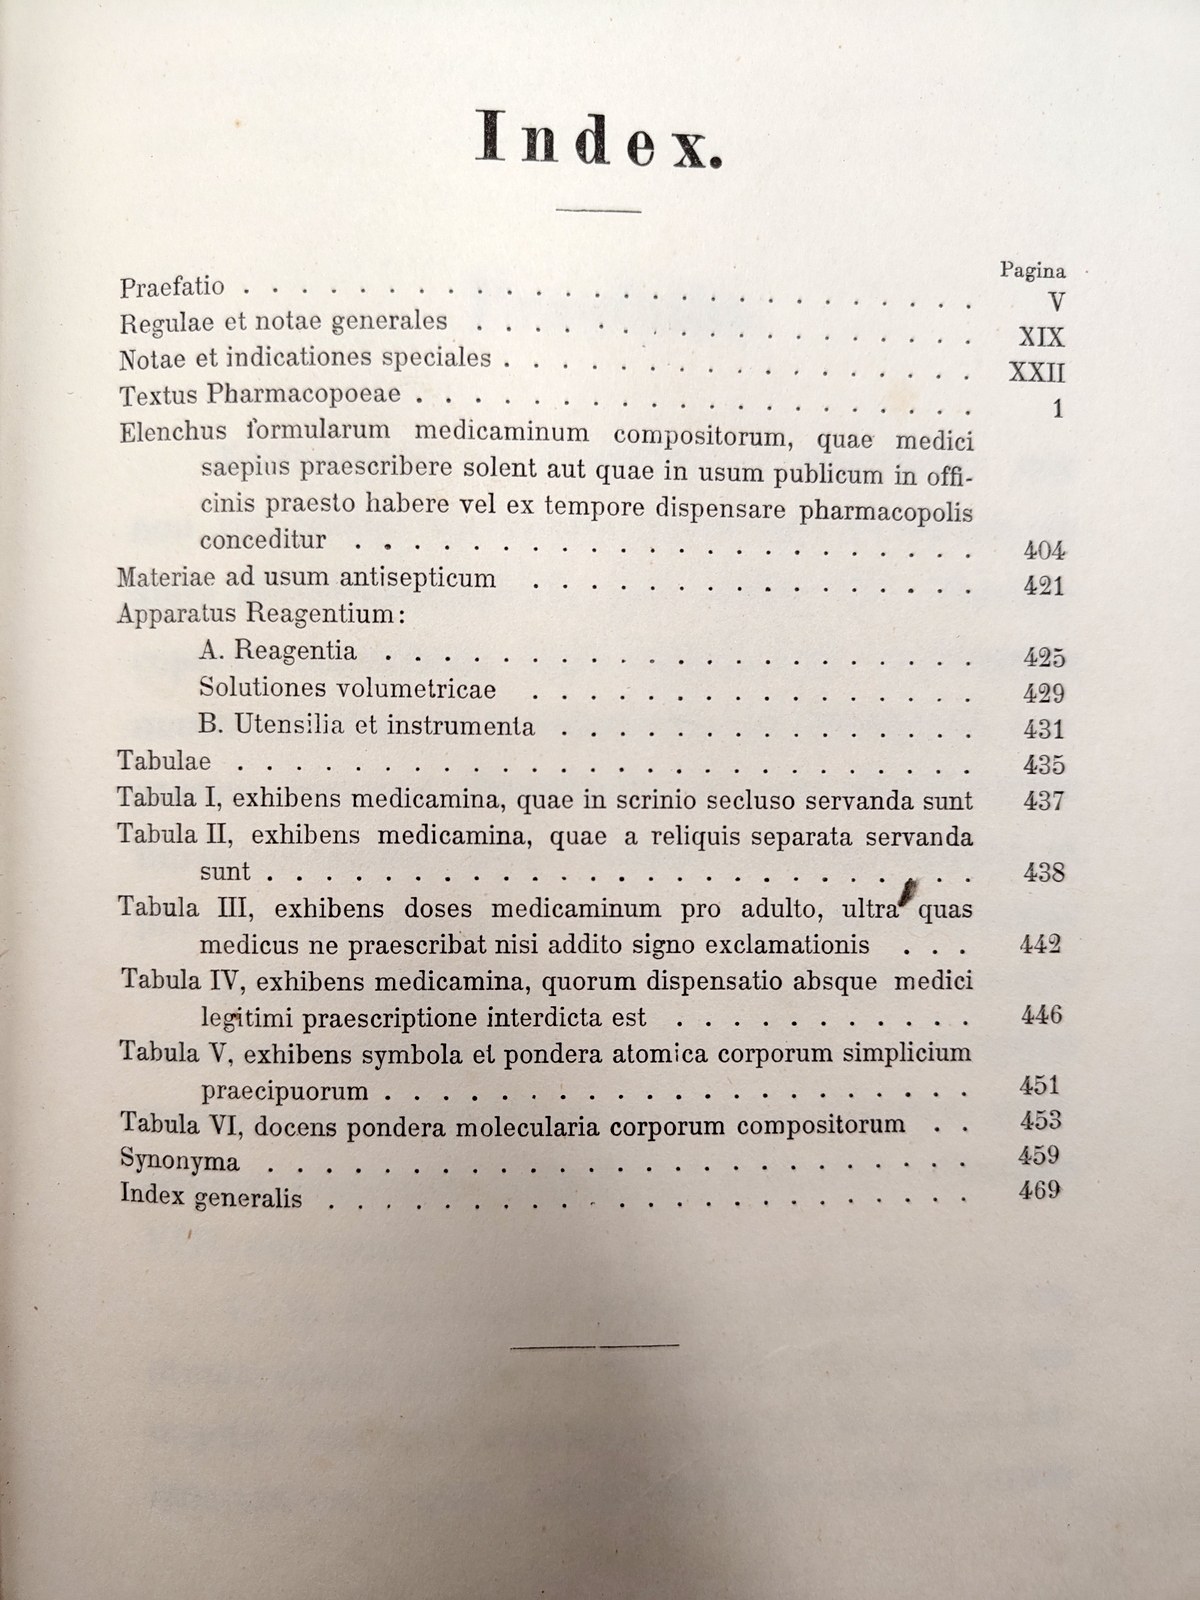 Index.
Pagina
Praefatio . . . . . . . . . . . . . . . . . . . . . . . . . . V
Regulae et notae generales . . . . . . . . . . . . . . . . . . XIX
Notae et indicationes speciales . . . . . . . . . . . . . . . . . XXII
Textus Pharmacopoeae . . . . . . . . . . . . . . . . . . . . 1
Elenchus formularum medicaminum compositorum, quae medici
saepius praescribere solent aut quae in usum publicum in offi-
cinis praesto habere vel ex tempore dispensare pharmacopolis
conceditur . . . . . . . . . . . . . . . . . . . . . . 404
Materiae ad usum antisepticum . . . . . . . . . . . . . . . . 421
Apparatus Reagentium:
A. Reagentia . . . . . . . . . . . . . . . . . . . . . 425
Solutiones volumetricae . . . . . . . . . . . . . . . . 429
B. Utensilia et instrumenta . . . . . . . . . . . . . . . 431
Tabulae . . . . . . . . . . . . . . . . . . . . . . . . . . 435
Tabula I, exhibens medicamina, quae in scrinio secluso servanda sunt 437
Tabula II, exhibens medicamina, quae a reliquis separata servanda
sunt . . . . . . . . . . . . . . . . . . . . . . . . . 438
Tabula III, exhibens doses medicaminum pro adulto, ultra quas
medicus ne praescribat nisi addito signo exclamationis . . . 442
Tabula IV, exhibens medicamina, quorum dispensatio absque medici
legitimi praescriptione interdicta est . . . . . . . . . . . 446
Tabula V, exhibens symbola et pondera atomica corporum simplicium
praecipuorum . . . . . . . . . . . . . . . . . . . . . 451
Tabula VI, docens pondera molecularia corporum compositorum . . 453
Synonyma . . . . . . . . . . . . . . . . . . . . . . . . . 459
Index generalis . . . . . . . . . . . . . . . . . . . . . . . 469